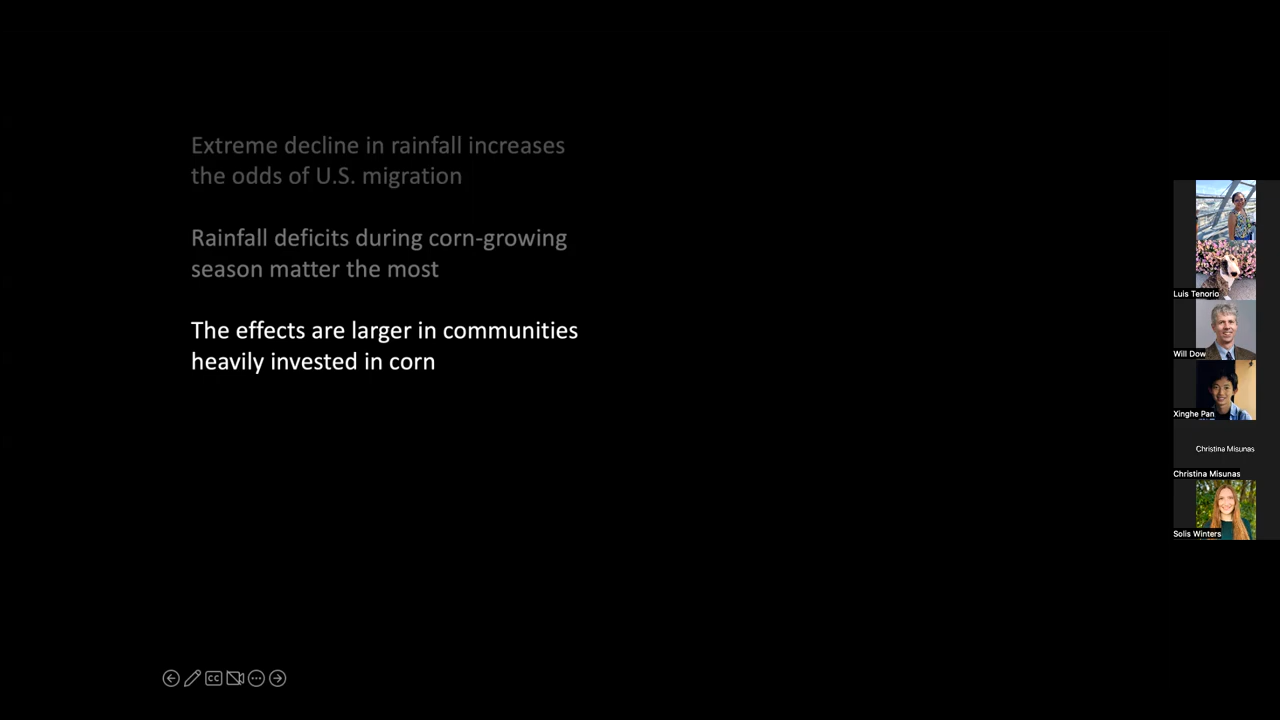 Extreme decline in rainfall increases
the odds of U.S. migration
Rainfall deficits during corn-growing
season matter the most
The effects are larger in communities
heavily invested in corn
Luis Tenorio
Will Dow
Xinghe Pan
Christina Misunas
Christina Misunas
Solis Winters
CC